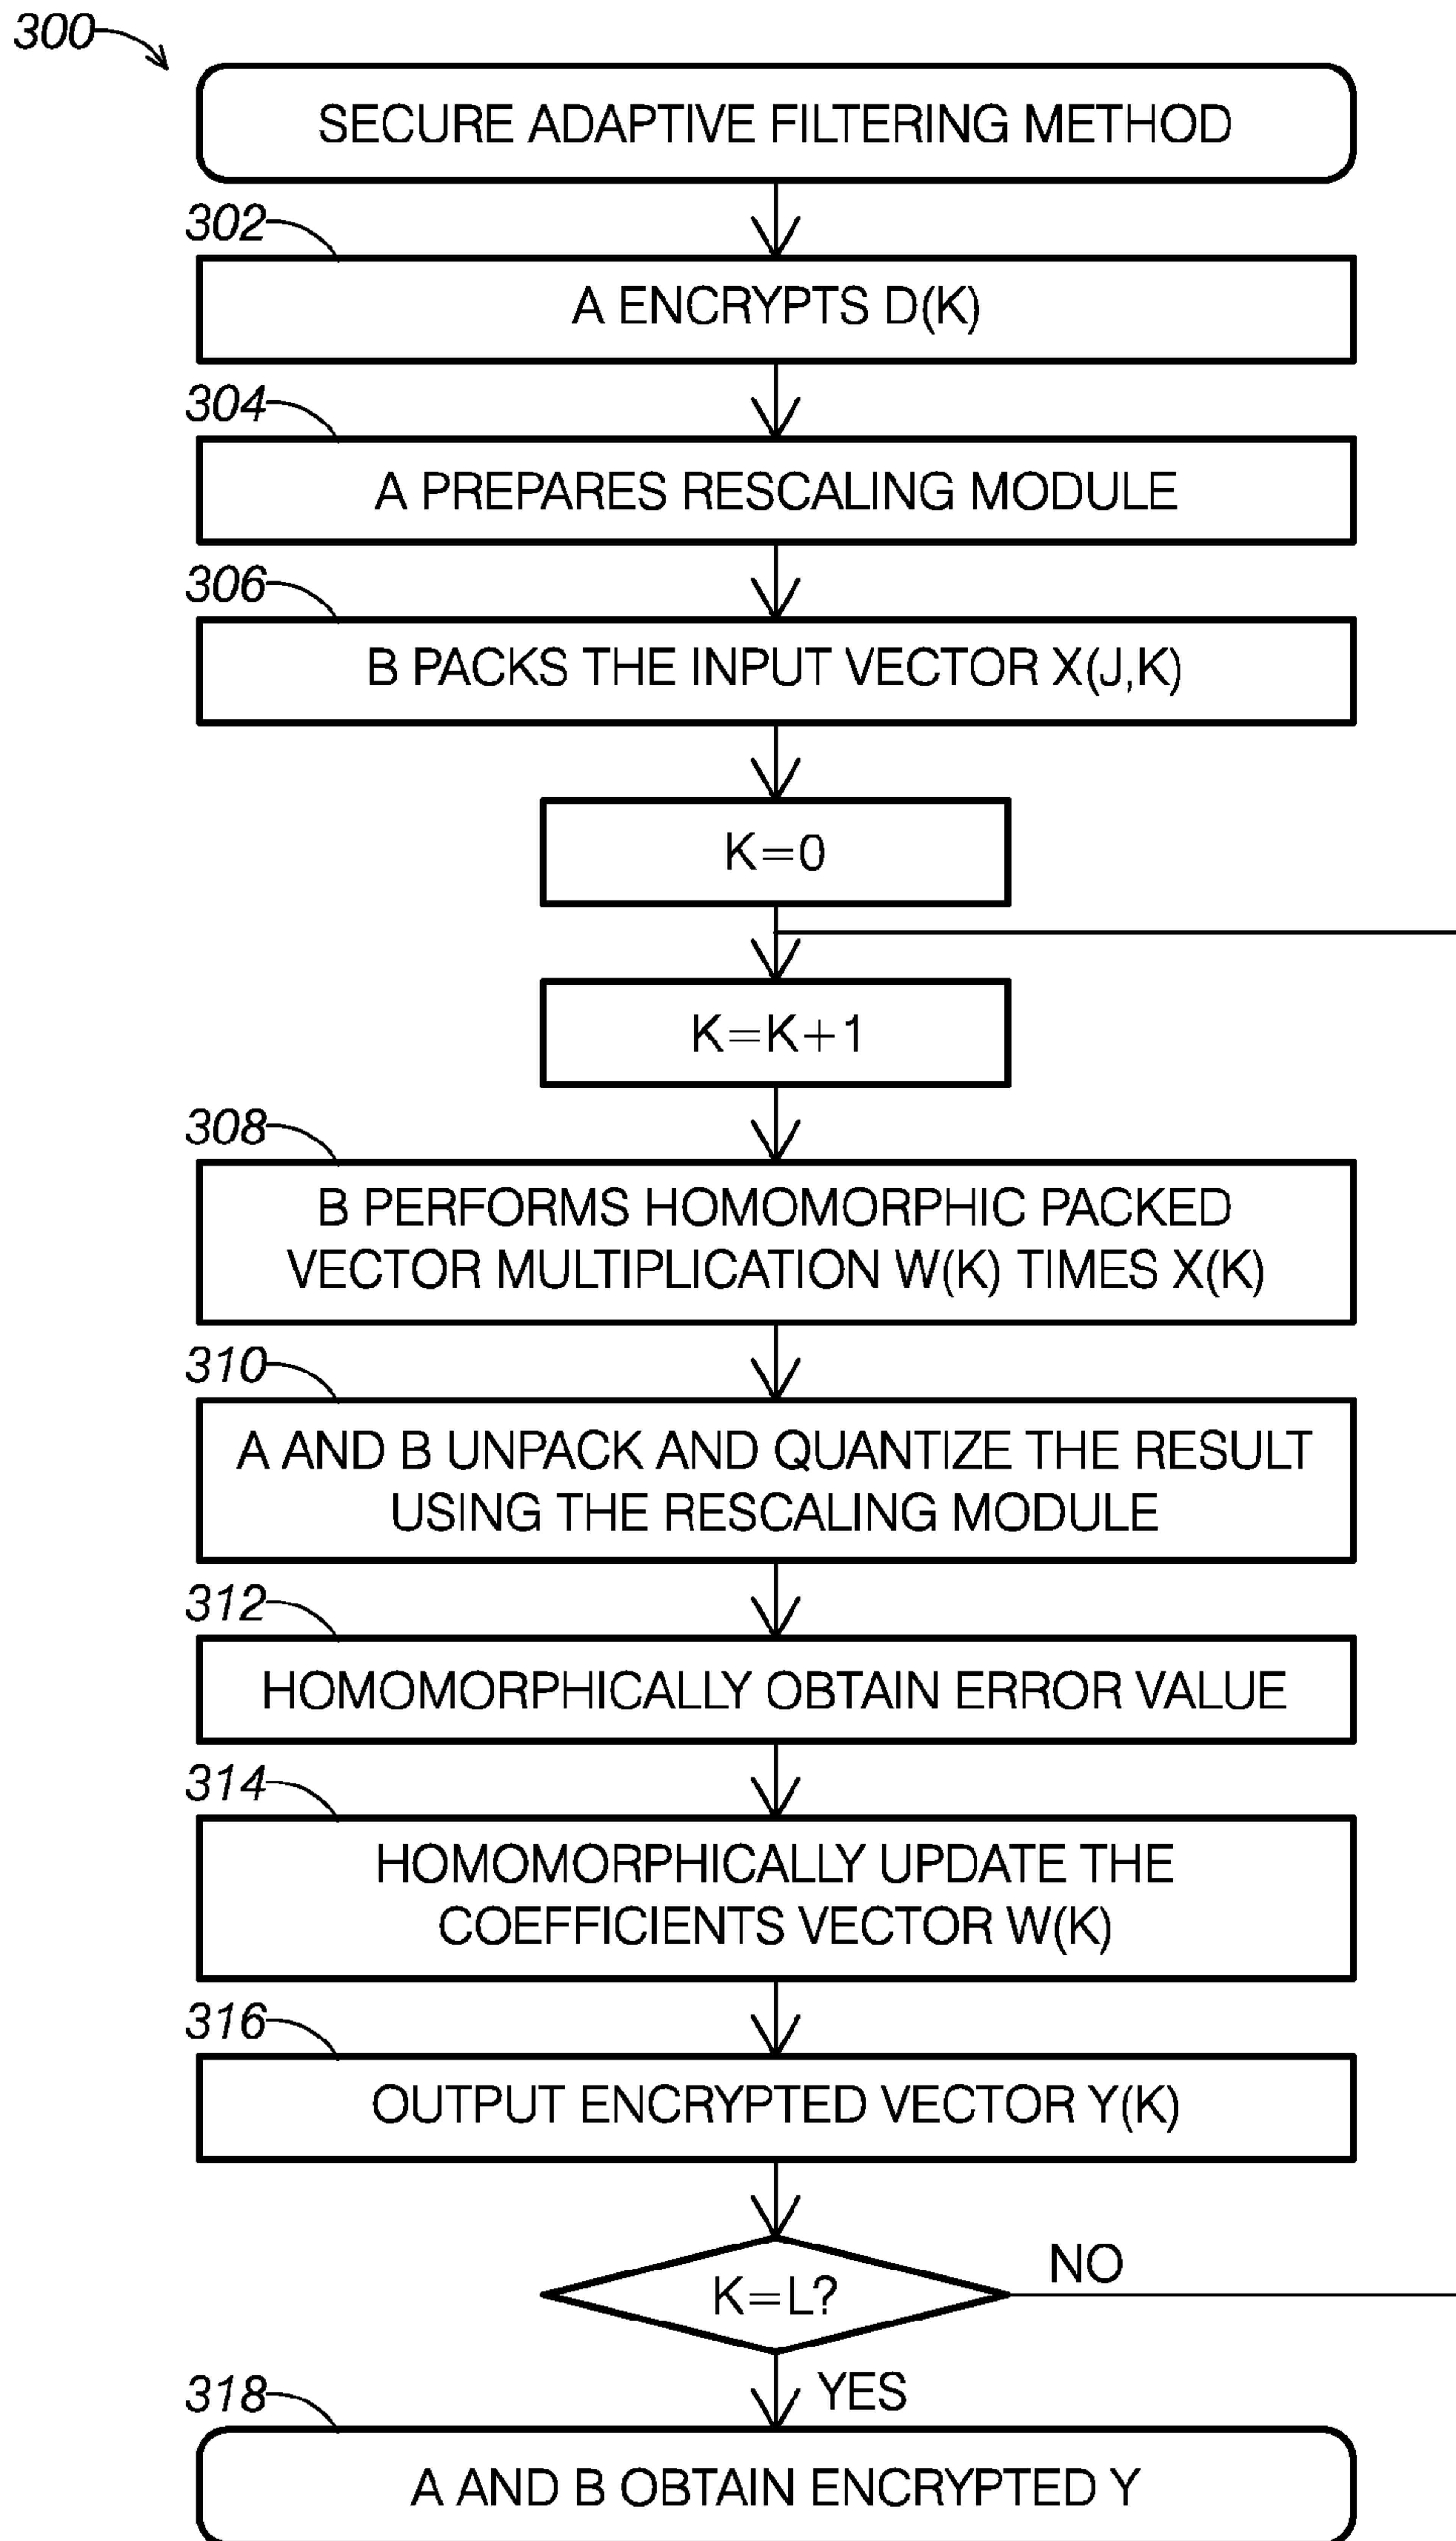 300
SECURE ADAPTIVE FILTERING METHOD
302
A ENCRYPTS D(K)
304
A PREPARES RESCALING MODULE
306
B PACKS THE INPUT VECTOR X(J,K)
K=0
K=K+1
308
B PERFORMS HOMOMORPHIC PACKED
VECTOR MULTIPLICATION W(K) TIMES X(K)
310
A AND B UNPACK AND QUANTIZE THE RESULT
USING THE RESCALING MODULE
312
HOMOMORPHICALLY OBTAIN ERROR VALUE
314
HOMOMORPHICALLY UPDATE THE
COEFFICIENTS VECTOR W(K)
316
OUTPUT ENCRYPTED VECTOR Y(K)
K=L?
NO
YES
318
A AND B OBTAIN ENCRYPTED Y